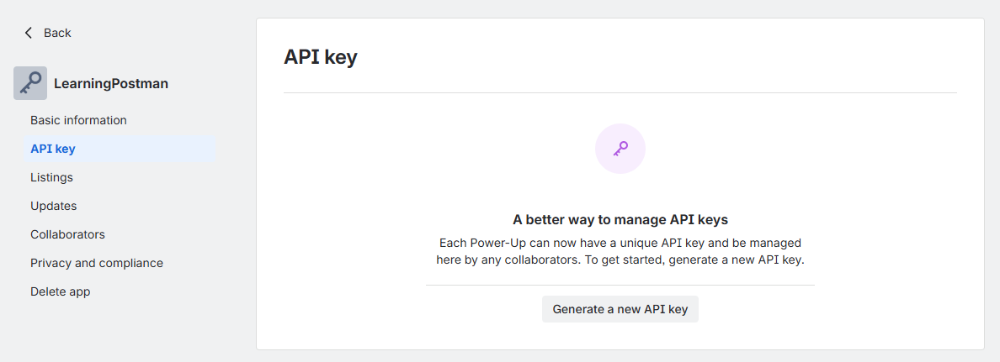 Back
LearningPostman
Basic information
API key
Listings
Updates
Collaborators
Privacy and compliance
Delete app
API key
A better way to manage API keys
Each Power-Up can now have a unique API key and be managed
here by any collaborators. To get started, generate a new API key.
Generate a new API key